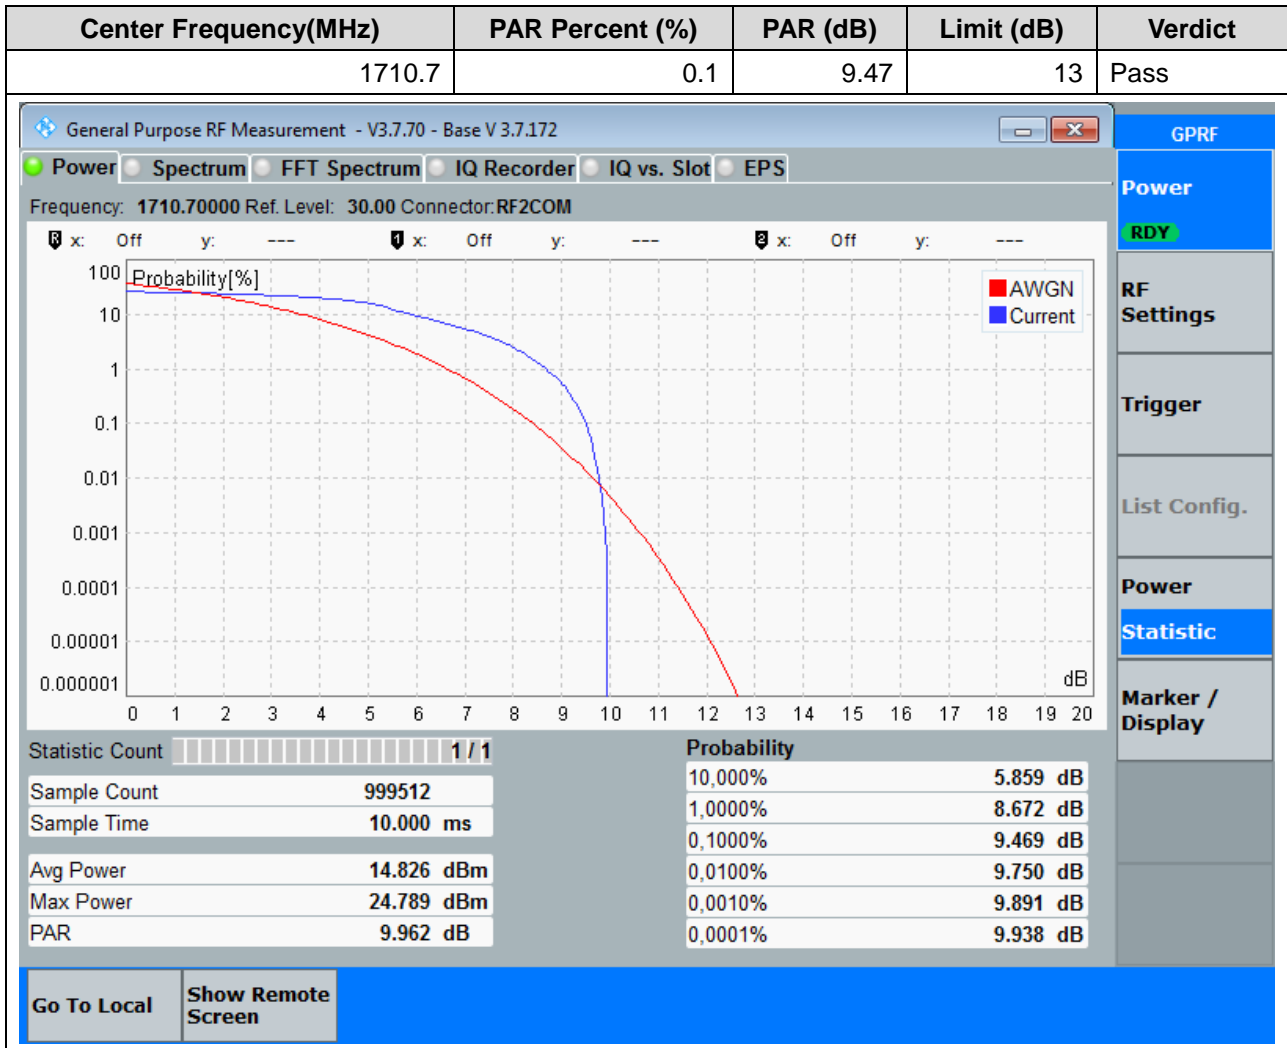 Center Frequency(MHz) PAR Percent (%) PAR (dB) Limit (dB) Verdict
1710.7 0.1 9.47 13 Pass
General Purpose RF Measurement - V3.7.70 - Base V 3.7.172
GPRF
Power Spectrum FFT Spectrum IQ Recorder IQ vs. Slot EPS
Frequency: 1710.70000 Ref. Level: 30.00 Connector:RF2COM
R x: Off y: --- 1 x: Off y: --- 2 x: Off y: ---
Probability[%]
AWGN
Current
100
10
1
0.1
0.01
0.001
0.0001
0.00001
0.000001
dB
0 1 2 3 4 5 6 7 8 9 10 11 12 13 14 15 16 17 18 19 20
Statistic Count 1 / 1
Sample Count 999512
Sample Time 10.000 ms
Avg Power 14.826 dBm
Max Power 24.789 dBm
PAR 9.962 dB
Probability
10,000% 5.859 dB
1,0000% 8.672 dB
0,1000% 9.469 dB
0,0100% 9.750 dB
0,0010% 9.891 dB
0,0001% 9.938 dB
Power
RDY
RF
Settings
Trigger
List Config.
Power
Statistic
Marker /
Display
Go To Local
Show Remote
Screen